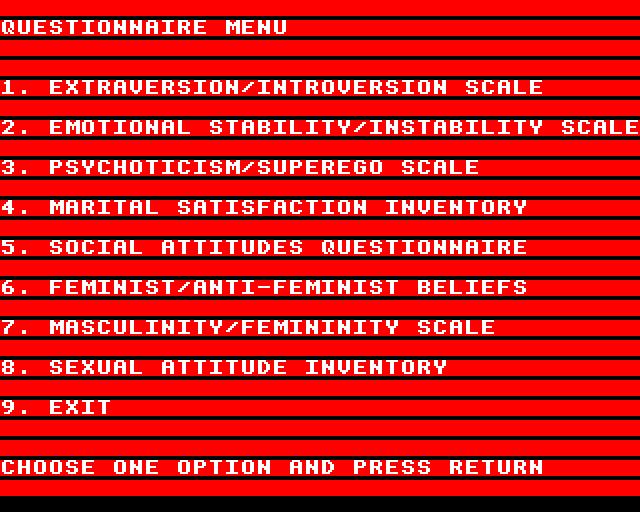 QUESTIONNAIRE MENU
1. EXTRAVERSION/INTROVERSION SCALE
2. EMOTIONAL STABILITY/INSTABILITY SCALE
3. PSYCHOTICISM/SUPEREGO SCALE
4. MARITAL SATISFACTION INVENTORY
5. SOCIAL ATTITUDES QUESTIONNAIRE
6. FEMINIST/ANTI-FEMINIST BELIEFS
7. MASCULINITY/FEMININITY SCALE
8. SEXUAL ATTITUDE INVENTORY
9. EXIT
CHOOSE ONE OPTION AND PRESS RETURN